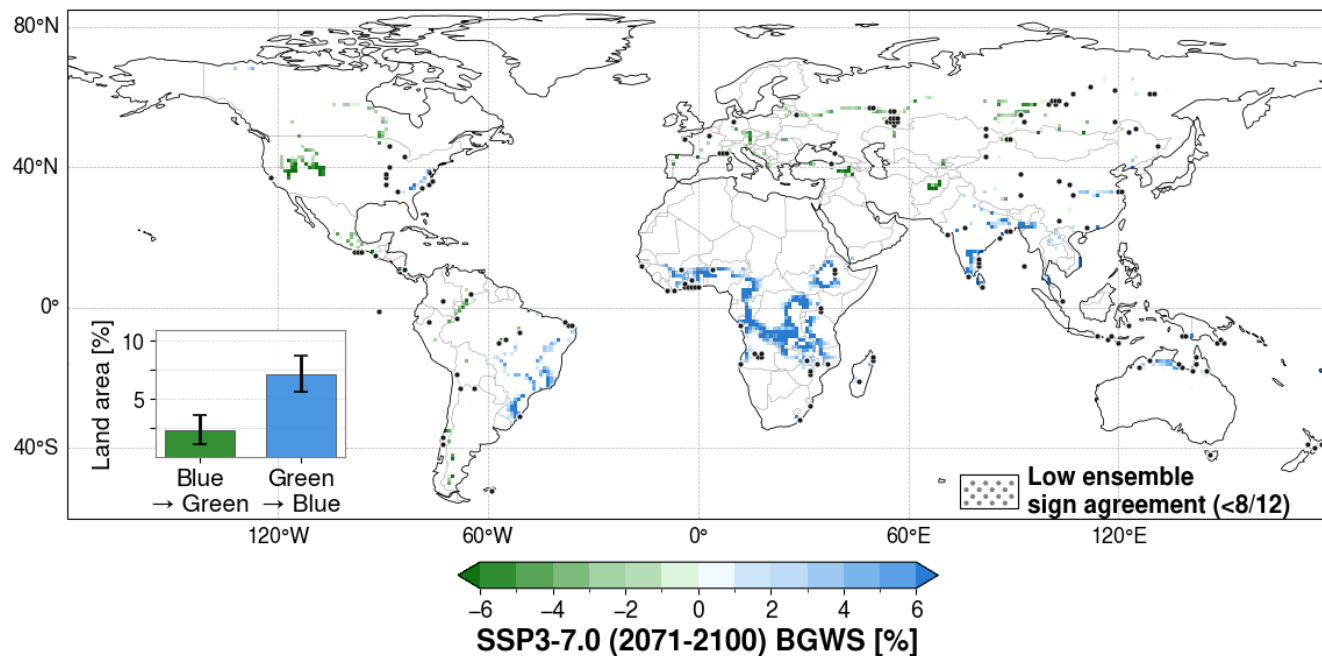 80°N
40°N
0°
40°S
10
5
Land area [%]
Blue
→ Green
Green
→ Blue
Low ensemble
sign agreement (<8/12)
120°W
60°W
0°
60°E
120°E
−6
−4
−2
0
2
4
6
SSP3-7.0 (2071-2100) BGWS [%]